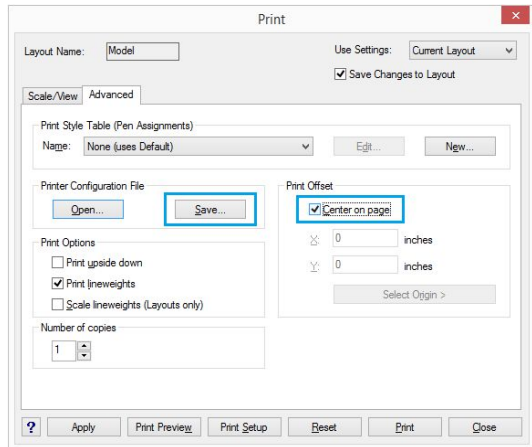 Print
Layout Name: Model
Use Settings: Current Layout
Save Changes to Layout
Scale/View Advanced
Print Style Table (Pen Assignments)
Name: None (uses Default) Edit... New...
Printer Configuration File
Open... Save...
Print Offset
Center on page
X: 0 inches
Y: 0 inches
Select Origin >
Print Options
Print upside down
Print lineweights
Scale lineweights (Layouts only)
Number of copies
1
? Apply Print Preview Print Setup Reset Print Close